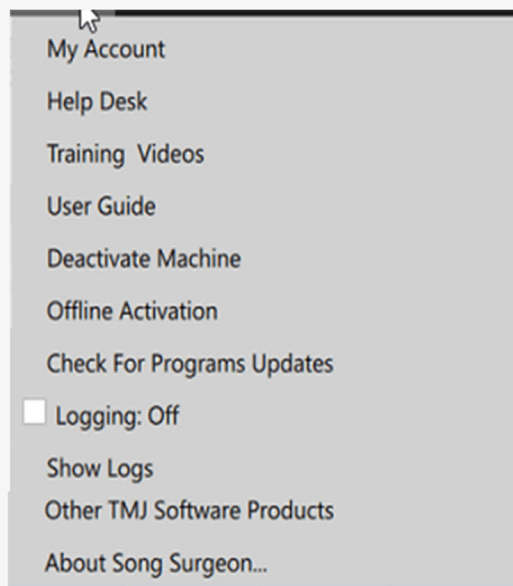 My Account
Help Desk
Training  Videos
User Guide
Deactivate Machine
Offline Activation
Check For Programs Updates
Logging: Off
Show Logs
Other TMJ Software Products
About Song Surgeon...